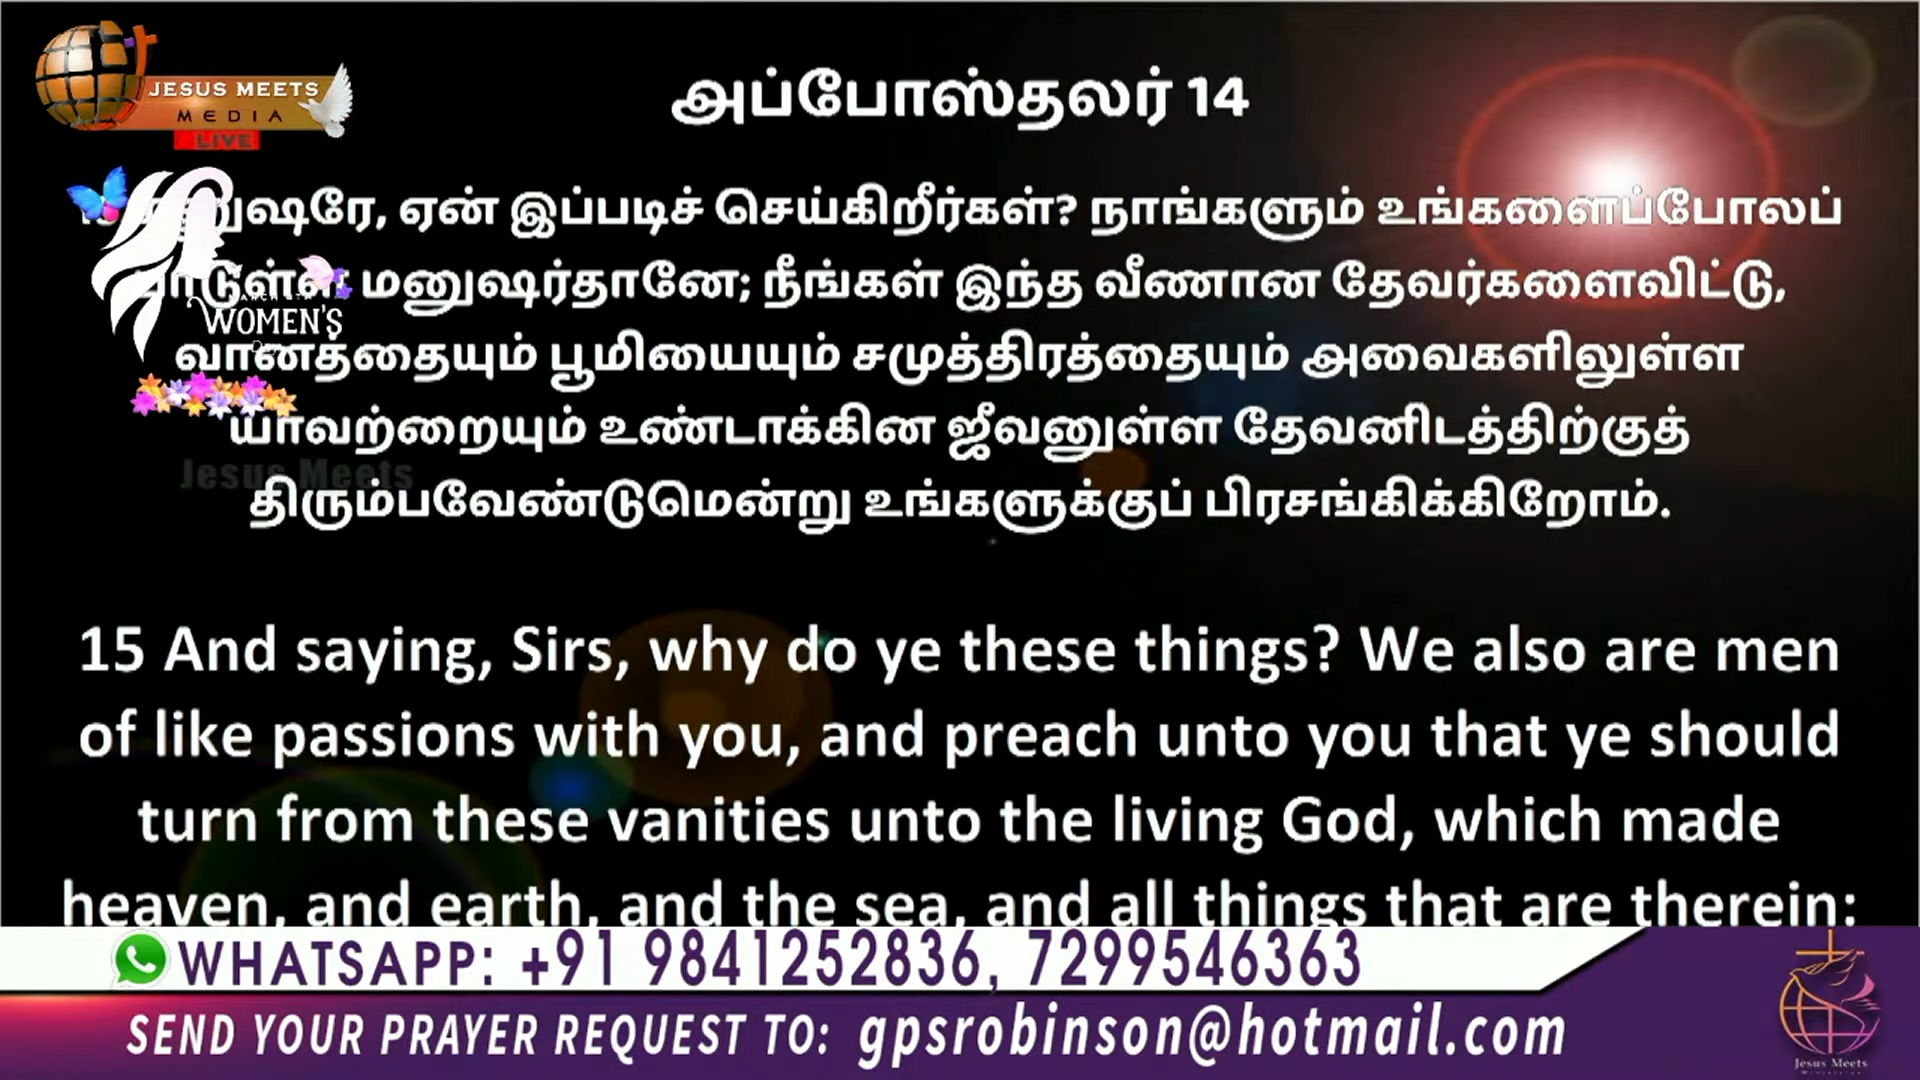 JESUS MEETS
MEDIA
LIVE
அப்போஸ்தலர் 14
ஏன் இப்படிச் செய்கிறீர்கள்? நாங்களும் உங்களைப்போலப்
மனுஷர்தானே; நீங்கள் இந்த வீணான தேவர்களைவிட்டு,
WOMEN'S
வானத்தையும் பூமியையும் சமுத்திரத்தையும் அவைகளிலுள்ள
யாவற்றையும் உண்டாக்கின ஜீவனுள்ள தேவனிடத்திற்குத்
Jesus Meets
திரும்பவேண்டுமென்று உங்களுக்குப் பிரசங்கிக்கிறோம்.
15 And saying, Sirs, why do ye these things? We also are men
of like passions with you, and preach unto you that ye should
turn from these vanities unto the living God, which made
heaven, and earth, and the sea, and all things that are therein:
WHATSAPP: +91 9841252836, 7299546363
SEND YOUR PRAYER REQUEST TO: gpsrobinson@hotmail.com
Jesus Meets